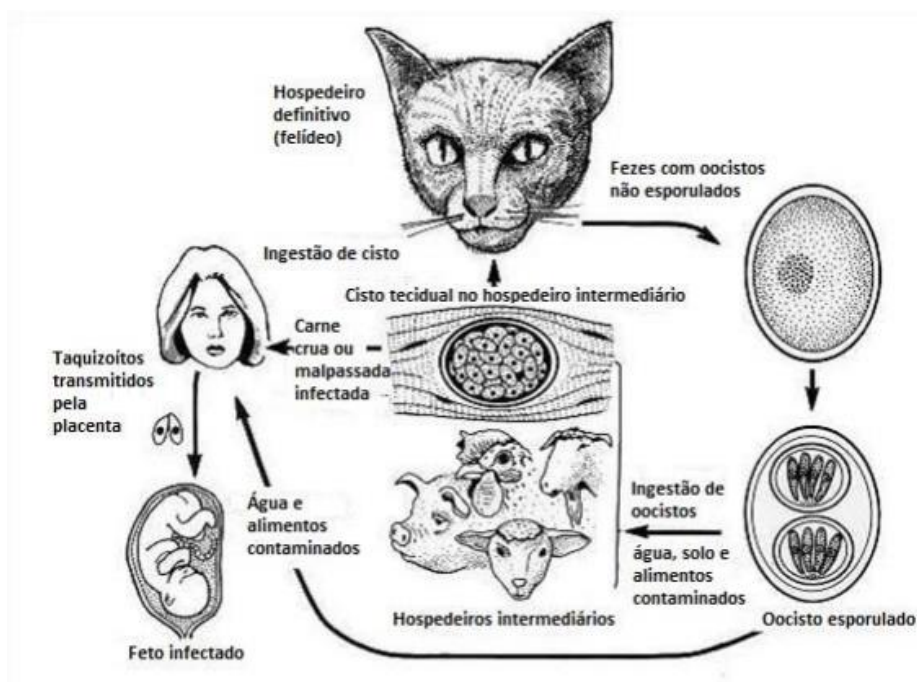 Hospedeiro
definitivo
(felídeo)
Fezes com oocistos
não esporulados
Ingestão de cisto
Cisto tecidual no hospedeiro intermediário
Carne
crua ou
malpassada
infectada
Taquizoítos
transmitidos
pela
placenta
Água e
alimentos
contaminados
Ingestão de
oocistos
água, solo e
alimentos
contaminados
Hospedeiros intermediários
Oocisto esporulado
Feto infectado